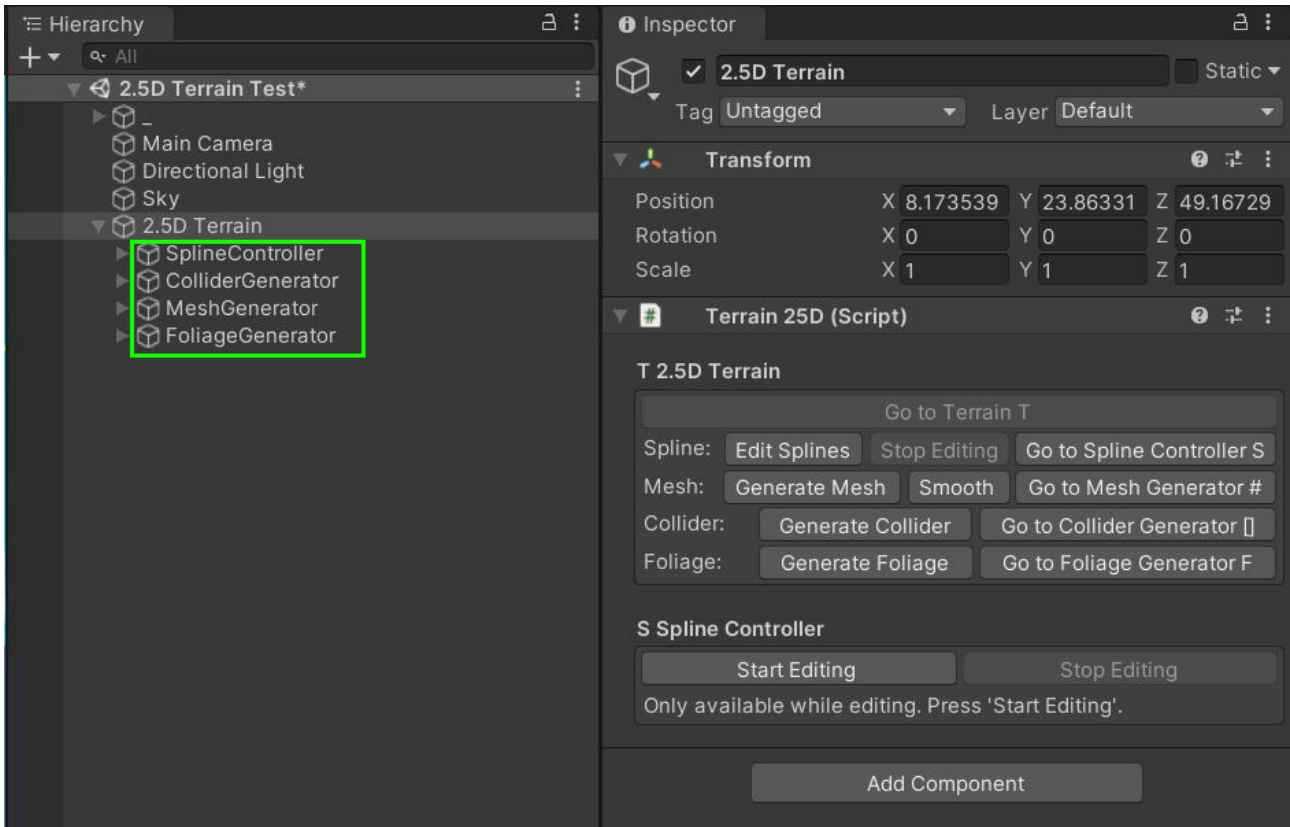 Hierarchy
All
2.5D Terrain Test*
_
Main Camera
Directional Light
Sky
2.5D Terrain
SplineController
ColliderGenerator
MeshGenerator
FoliageGenerator
Inspector
2.5D Terrain Static
Tag Untagged Layer Default
Transform
Position X 8.173539 Y 23.86331 Z 49.16729
Rotation X 0 Y 0 Z 0
Scale X 1 Y 1 Z 1
# Terrain 25D (Script)
T 2.5D Terrain
Go to Terrain T
Spline: Edit Splines Stop Editing Go to Spline Controller S
Mesh: Generate Mesh Smooth Go to Mesh Generator #
Collider: Generate Collider Go to Collider Generator []
Foliage: Generate Foliage Go to Foliage Generator F
S Spline Controller
Start Editing Stop Editing
Only available while editing. Press 'Start Editing'.
Add Component